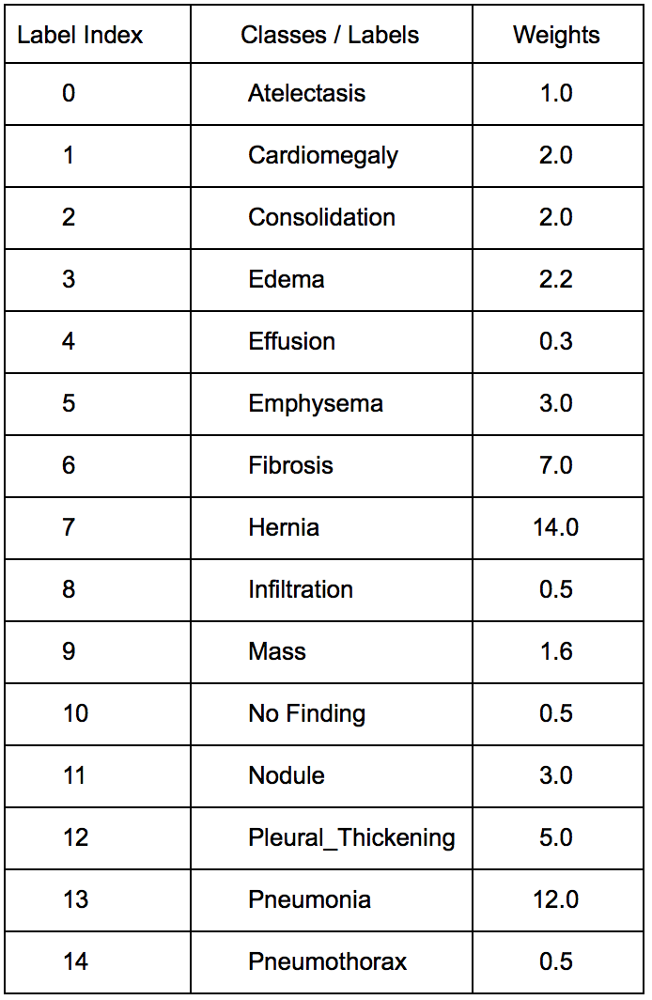 Label Index Classes / Labels Weights
0 Atelectasis 1.0
1 Cardiomegaly 2.0
2 Consolidation 2.0
3 Edema 2.2
4 Effusion 0.3
5 Emphysema 3.0
6 Fibrosis 7.0
7 Hernia 14.0
8 Infiltration 0.5
9 Mass 1.6
10 No Finding 0.5
11 Nodule 3.0
12 Pleural_Thickening 5.0
13 Pneumonia 12.0
14 Pneumothorax 0.5